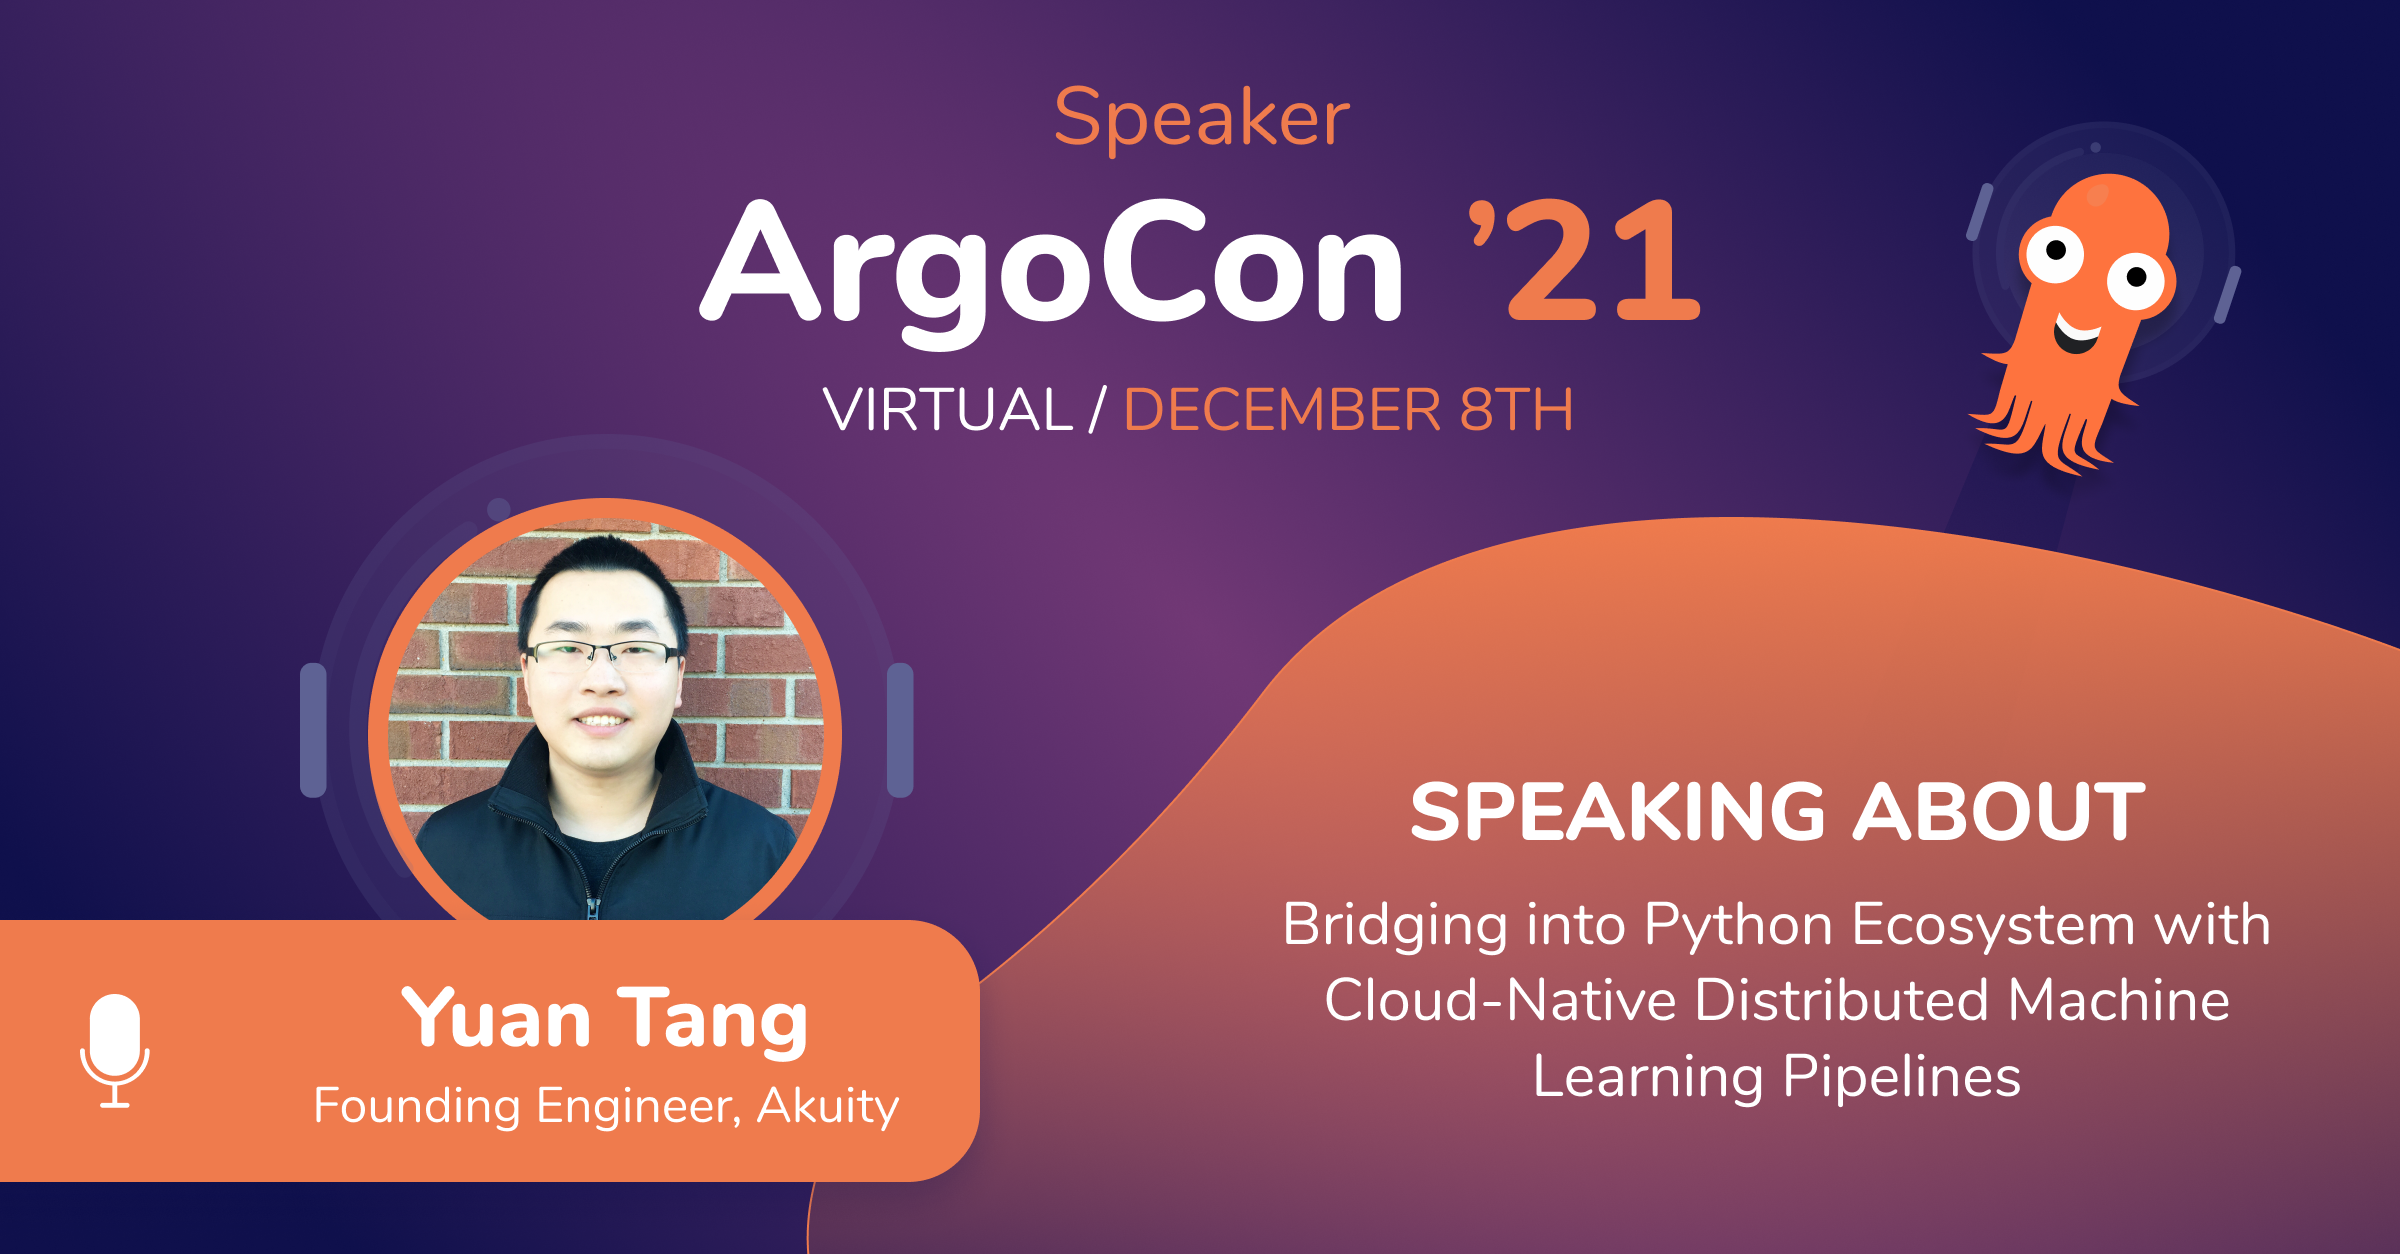 Speaker
ArgoCon ’21
VIRTUAL / DECEMBER 8TH
Yuan Tang
Founding Engineer, Akuity
SPEAKING ABOUT
Bridging into Python Ecosystem with
Cloud-Native Distributed Machine
Learning Pipelines